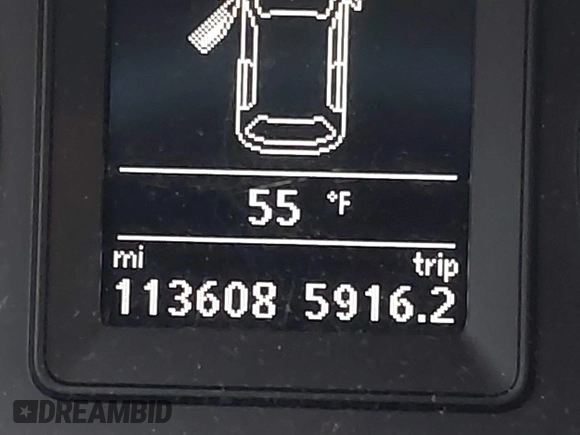 55 °F
mi trip
113608 5916.2
DREAMBID